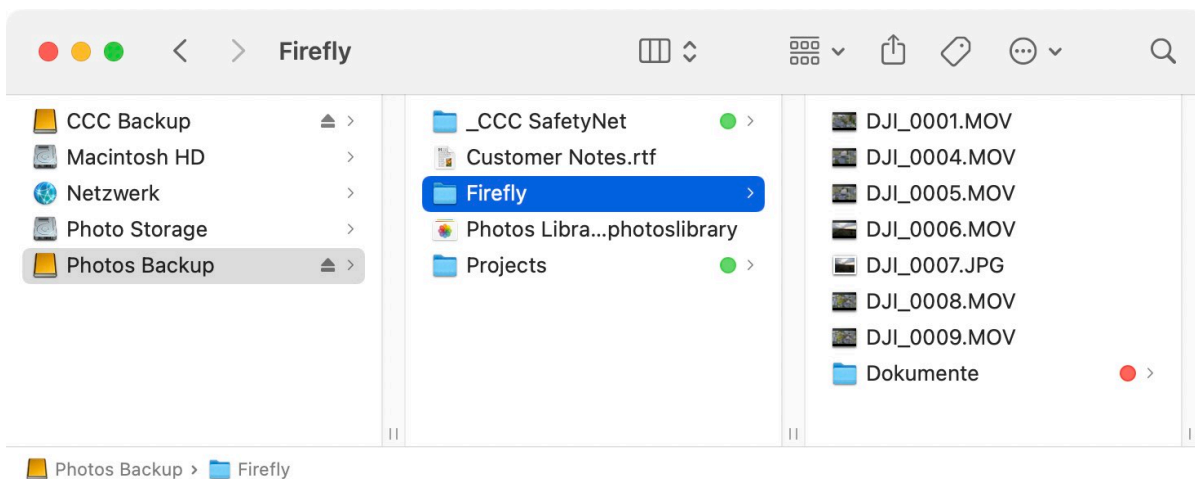 Firefly
CCC Backup
Macintosh HD
Netzwerk
Photo Storage
Photos Backup
_CCC SafetyNet
Customer Notes.rtf
Firefly
Photos Libra...photoslibrary
Projects
DJI_0001.MOV
DJI_0004.MOV
DJI_0005.MOV
DJI_0006.MOV
DJI_0007.JPG
DJI_0008.MOV
DJI_0009.MOV
Dokumente
Photos Backup › Firefly